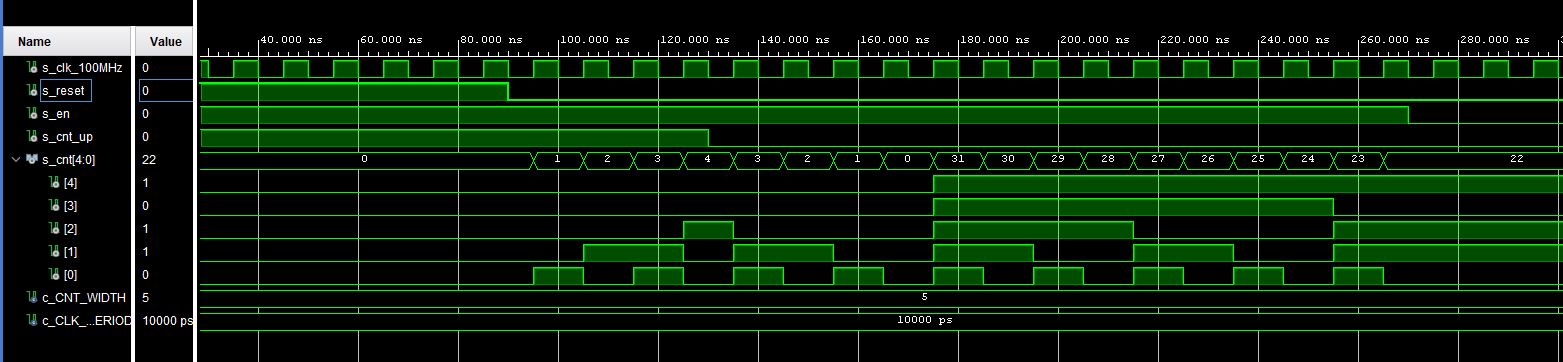 Name Value
40.000 ns 60.000 ns 80.000 ns 100.000 ns 120.000 ns 140.000 ns 160.000 ns 180.000 ns 200.000 ns 220.000 ns 240.000 ns 260.000 ns 280.000 ns
s_clk_100MHz 0
s_reset 0
s_en 0
s_cnt_up 0
s_cnt[4:0] 22 0 1 2 3 4 3 2 1 0 31 30 29 28 27 26 25 24 23 22
[4] 1
[3] 0
[2] 1
[1] 1
[0] 0
c_CNT_WIDTH 5 5
c_CLK_...ERIOD 10000 ps 10000 ps